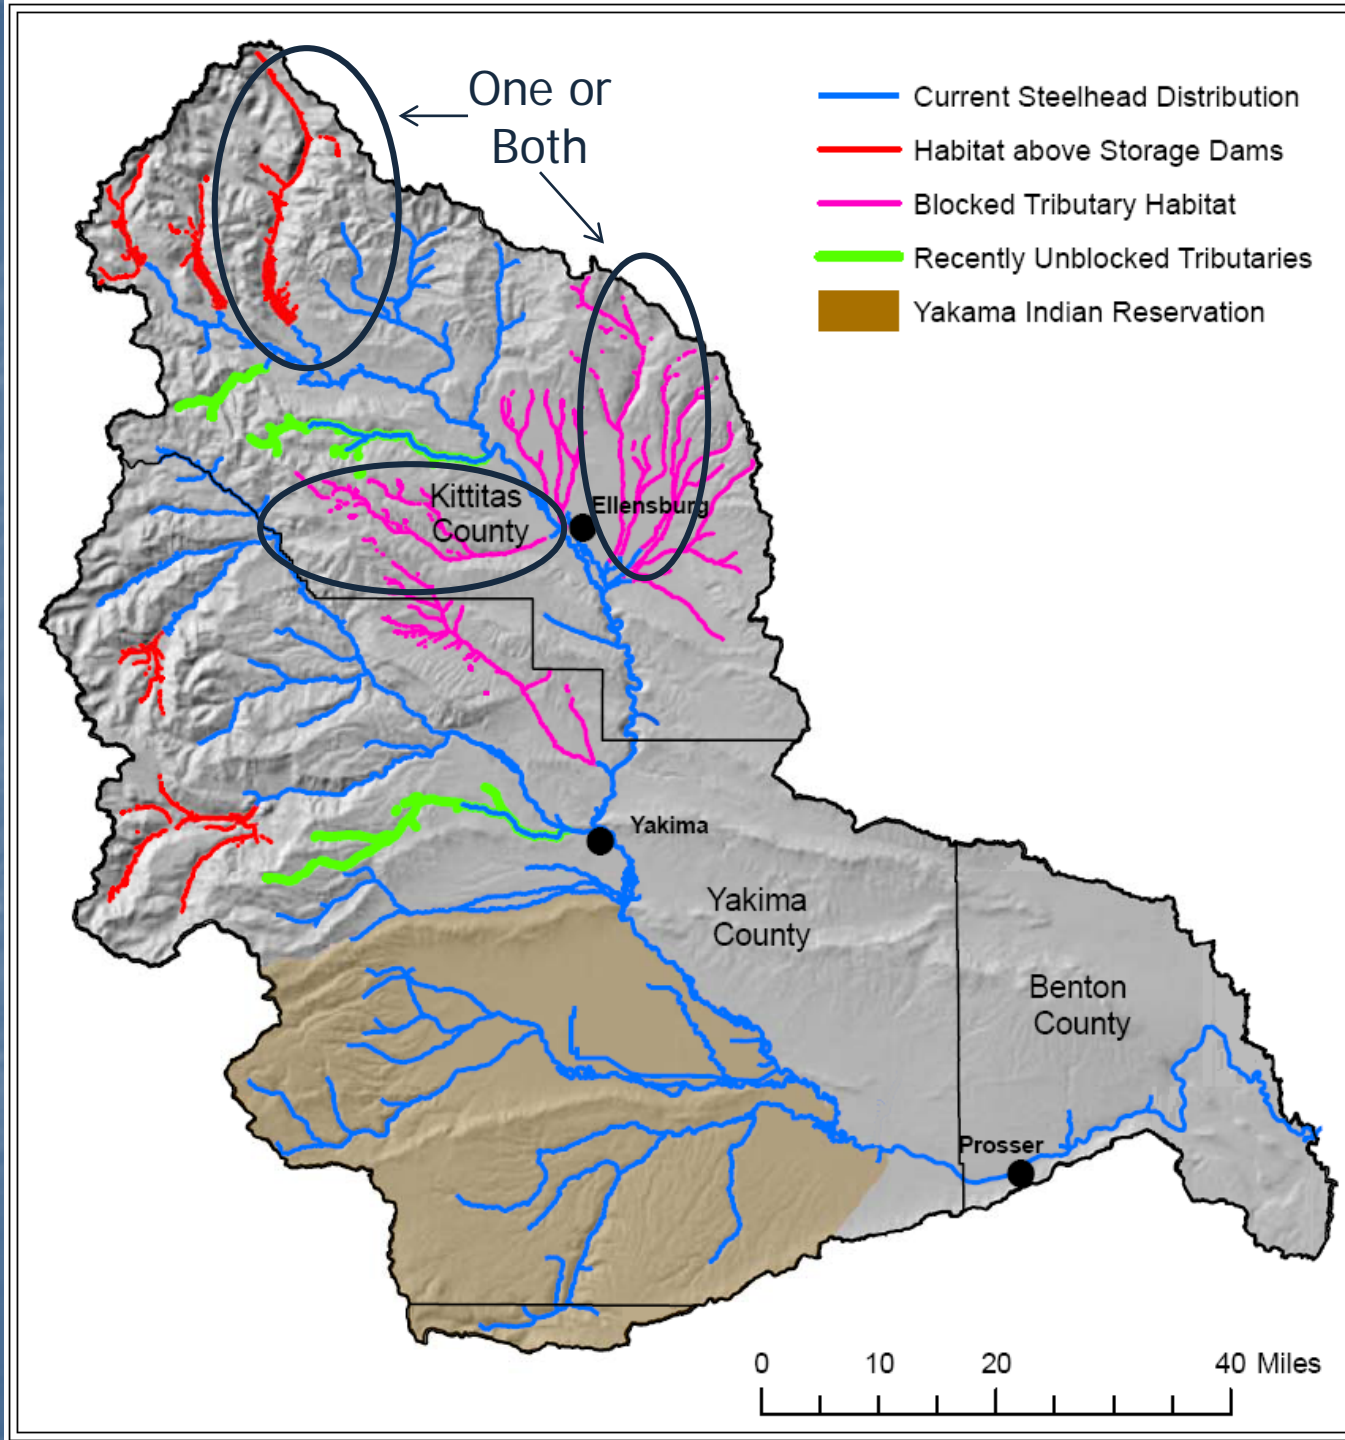 One or
Both
Current Steelhead Distribution
Habitat above Storage Dams
Blocked Tributary Habitat
Recently Unblocked Tributaries
Yakama Indian Reservation
Kittitas
County
Ellensburg
Yakima
Yakima
County
Benton
County
Prosser
0 10 20 40 Miles